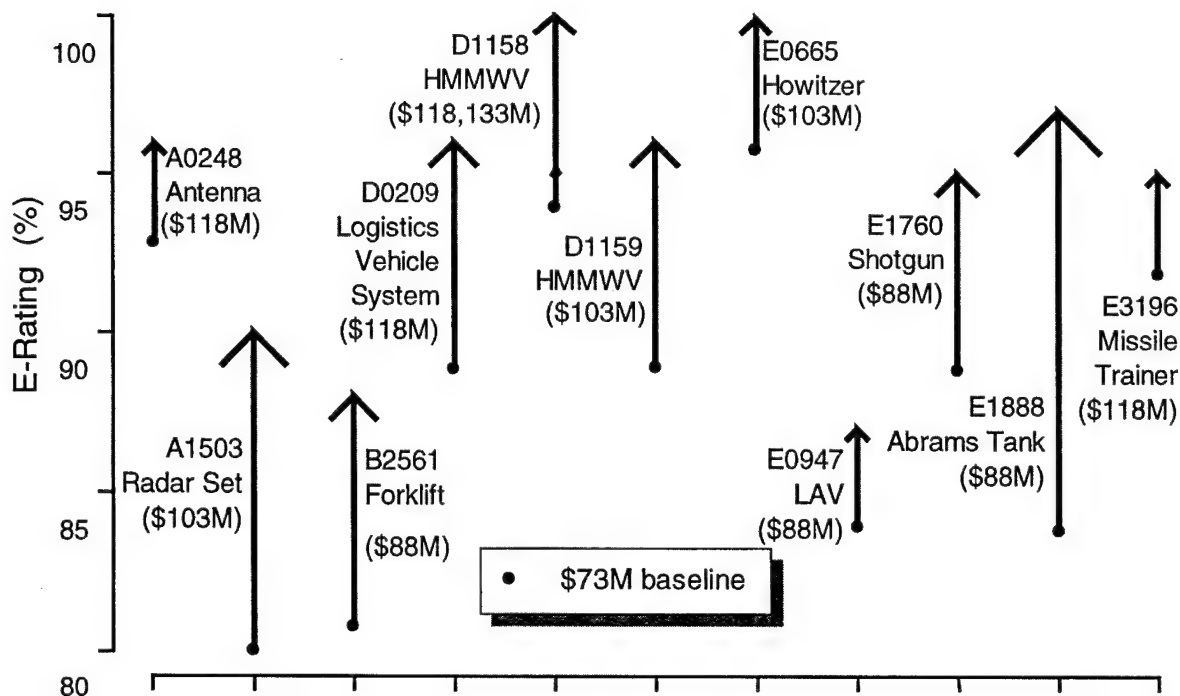 E-Rating (%)
100
95
90
85
80
A0248
Antenna
($118M)
A1503
Radar Set
($103M)
B2561
Forklift
($88M)
D0209
Logistics
Vehicle
System
($118M)
D1158
HMMWV
($118,133M)
D1159
HMMWV
($103M)
E0665
Howitzer
($103M)
E0947
LAV
($88M)
E1760
Shotgun
($88M)
E1888
Abrams Tank
($88M)
E3196
Missile
Trainer
($118M)
$73M baseline